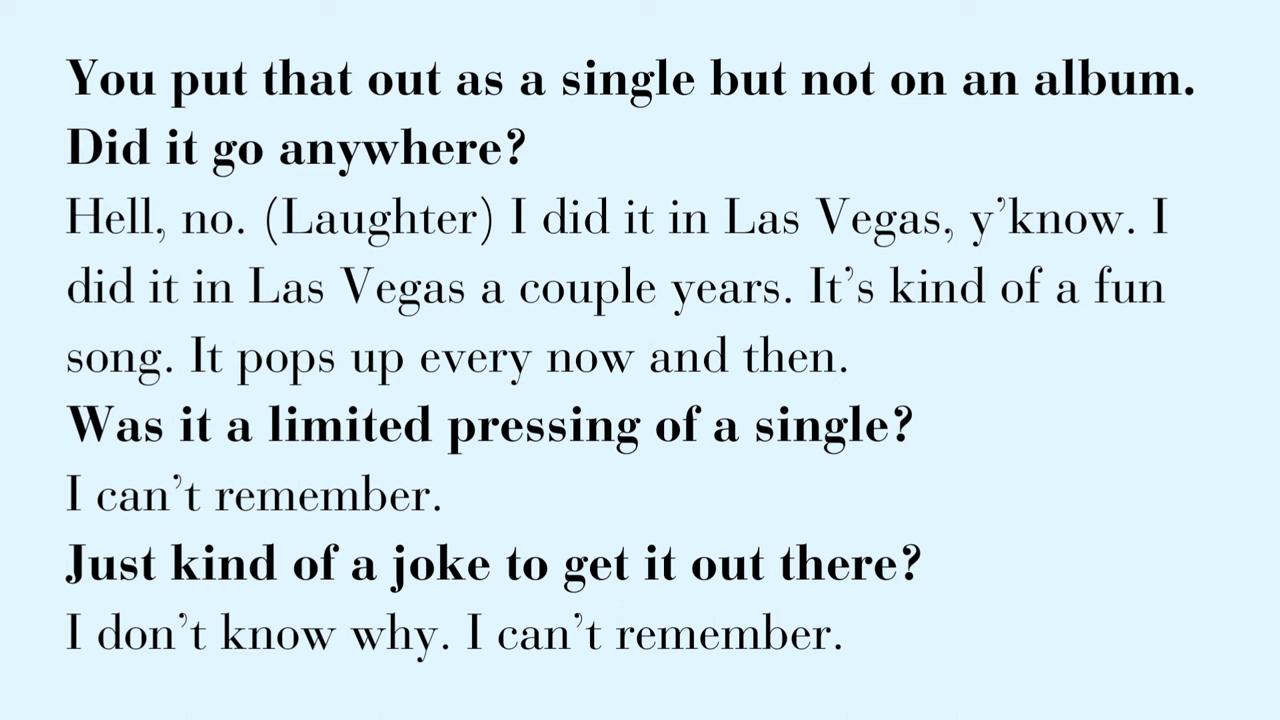 You put that out as a single but not on an album.
Did it go anywhere?
Hell, no. (Laughter) I did it in Las Vegas, y’know. I
did it in Las Vegas a couple years. It’s kind of a fun
song. It pops up every now and then.
Was it a limited pressing of a single?
I can’t remember.
Just kind of a joke to get it out there?
I don’t know why. I can’t remember.